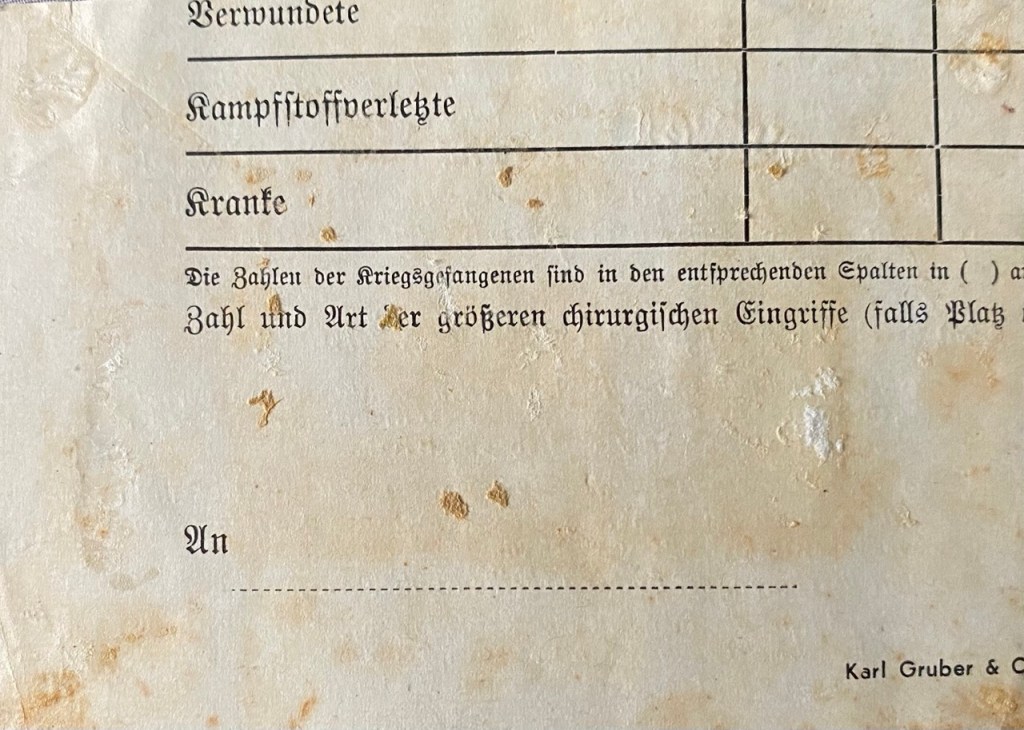 Verwundete
Kampfstoffverletzte
Kranke
Die Zahlen der Kriegsgefangenen sind in den entsprechenden Spalten in ( )
Zahl und Art der größeren chirurgischen Eingriffe (falls Platz
An
Karl Gruber &